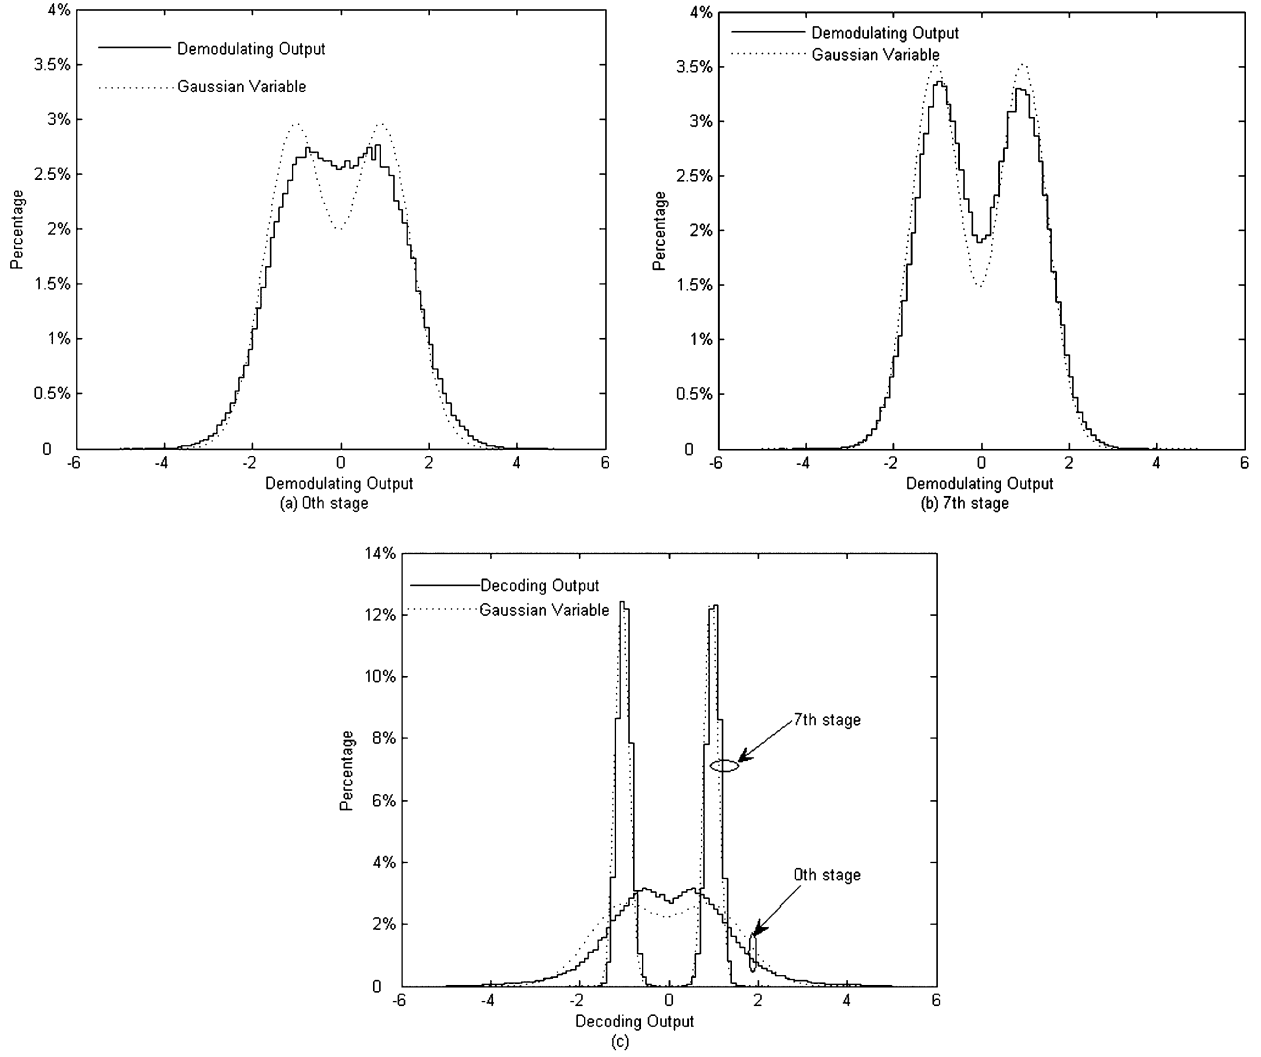 4%
3.5%
3%
2.5%
2%
1.5%
1%
0.5%
0
Percentage
Demodulating Output
Gaussian Variable
-6 -4 -2 0 2 4 6
Demodulating Output
(a) 0th stage
4%
3.5%
3%
2.5%
2%
1.5%
1%
0.5%
0
Percentage
Demodulating Output
Gaussian Variable
-6 -4 -2 0 2 4 6
Demodulating Output
(b) 7th stage
14%
12%
10%
8%
6%
4%
2%
0
Percentage
Decoding Output
Gaussian Variable
7th stage
0th stage
-6 -4 -2 0 2 4 6
Decoding Output
(c)